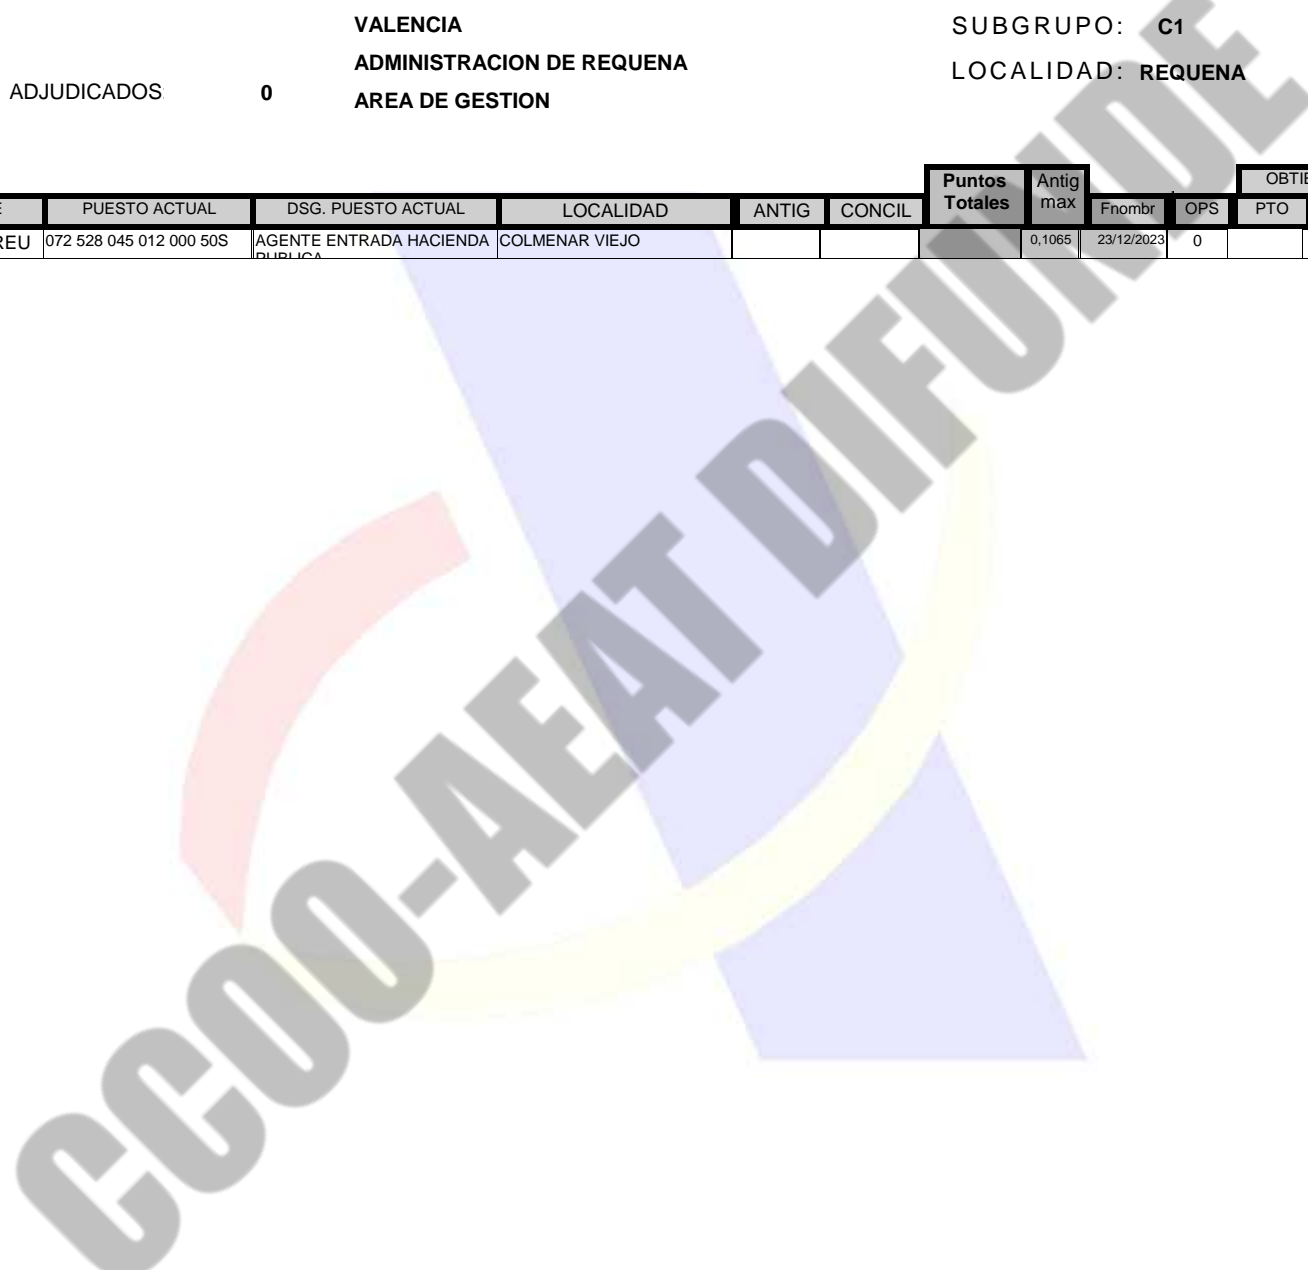 VALENCIA
SUBGRUPO: C1
ADMINISTRACION DE REQUENA
LOCALIDAD: REQUENA
ADJUDICADOS: 0
AREA DE GESTION
Puntos Totales
Antig max
OBTIE
E PUESTO ACTUAL DSG. PUESTO ACTUAL LOCALIDAD ANTIG CONCIL Fnombr OPS PTO
REU 072 528 045 012 000 50S AGENTE ENTRADA HACIENDA COLMENAR VIEJO 0,1065 23/12/2023 0
PUBLICA
CCOO-AEAT DIFUNDE